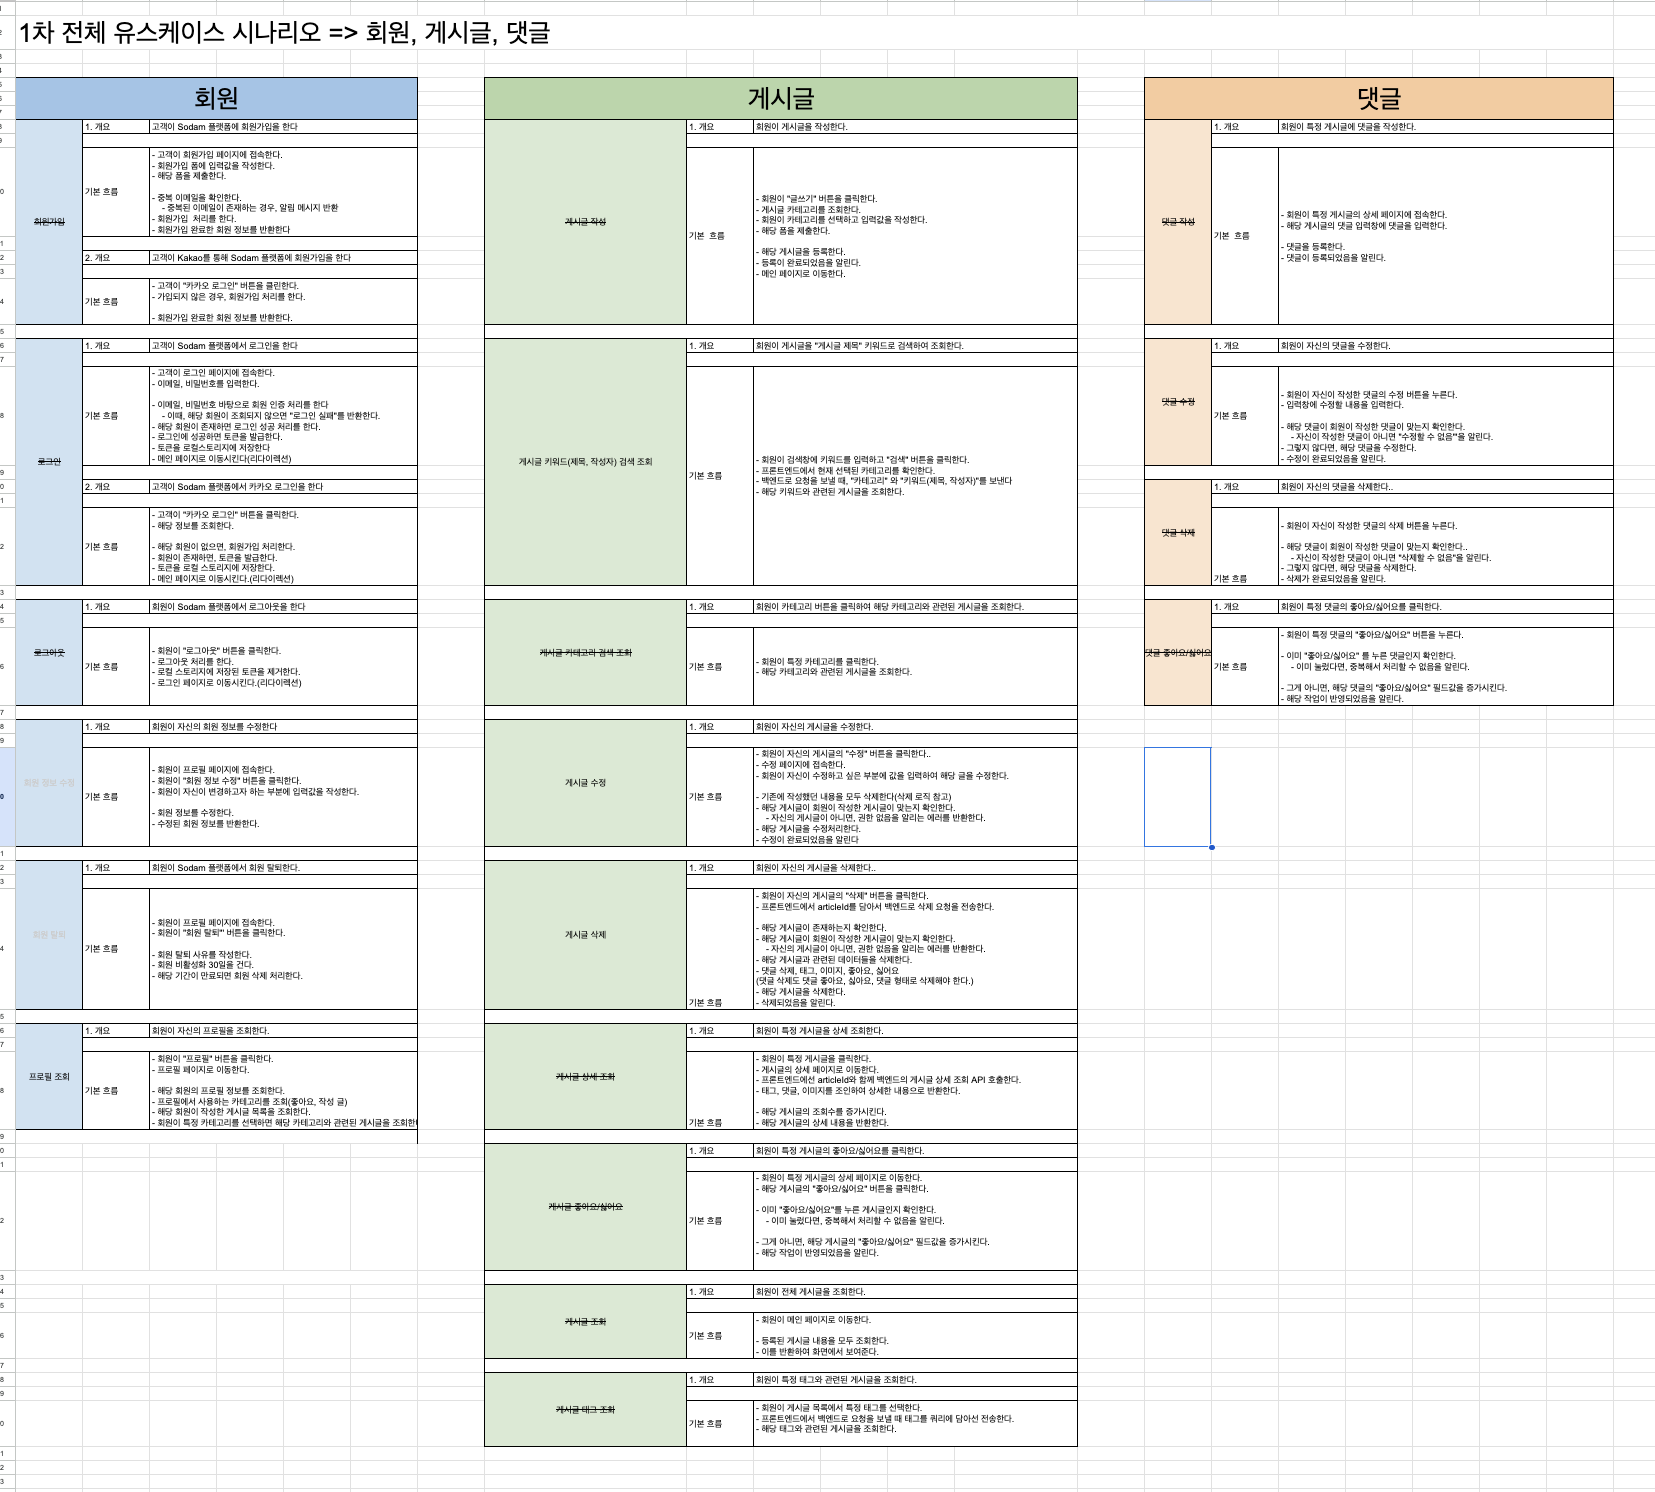 1차 전체 유스케이스 시나리오 => 회원, 게시글, 댓글
회원
회원가입
1. 개요
고객이 Sodam 플랫폼에 회원가입을 한다
기본 흐름
- 고객이 회원가입 페이지에 접속한다.
- 회원가입 폼에 입력값을 작성한다.
- 해당 폼을 제출한다.
- 중복 이메일을 확인한다.
- 중복된 이메일이 존재하는 경우, 알림 메시지 반환
- 회원가입 처리를 한다.
- 회원가입 완료한 회원 정보를 반환한다
2. 개요
고객이 Kakao를 통해 Sodam 플랫폼에 회원가입을 한다
기본 흐름
- 고객이 "카카오 로그인" 버튼을 클린한다.
- 가입되지 않은 경우, 회원가입 처리를 한다.
- 회원가입 완료한 회원 정보를 반환한다.
로그인
1. 개요
고객이 Sodam 플랫폼에서 로그인을 한다
기본 흐름
- 고객이 로그인 페이지에 접속한다.
- 이메일, 비밀번호를 입력한다.
- 이메일, 비밀번호 바탕으로 회원 인증 처리를 한다
- 이때, 해당 회원이 조회되지 않으면 "로그인 실패"를 반환한다.
- 해당 회원이 존재하면 로그인 성공 처리를 한다.
- 로그인에 성공하면 토큰을 발급한다.
- 토큰을 로컬스토리지에 저장한다
- 메인 페이지로 이동시킨다(리다이렉션)
2. 개요
고객이 Sodam 플랫폼에서 카카오 로그인을 한다
기본 흐름
- 고객이 "카카오 로그인" 버튼을 클릭한다.
- 해당 정보를 조회한다.
- 해당 회원이 없으면, 회원가입 처리한다.
- 회원이 존재하면, 토큰을 발급한다.
- 토큰을 로컬 스토리지에 저장한다.
- 메인 페이지로 이동시킨다.(리다이렉션)
로그아웃
1. 개요
회원이 Sodam 플랫폼에서 로그아웃을 한다
기본 흐름
- 회원이 "로그아웃" 버튼을 클릭한다.
- 로그아웃 처리를 한다.
- 로컬 스토리지에 저장된 토큰을 제거한다.
- 로그인 페이지로 이동시킨다.(리다이렉션)
회원 정보 수정
1. 개요
회원이 자신의 회원 정보를 수정한다
기본 흐름
- 회원이 프로필 페이지에 접속한다.
- 회원이 "회원 정보 수정" 버튼을 클릭한다.
- 회원이 자신이 변경하고자 하는 부분에 입력값을 작성한다.
- 회원 정보를 수정한다.
- 수정된 회원 정보를 반환한다.
회원 탈퇴
1. 개요
회원이 Sodam 플랫폼에서 회원 탈퇴한다.
기본 흐름
- 회원이 프로필 페이지에 접속한다.
- 회원이 "회원 탈퇴"' 버튼을 클릭한다.
- 회원 탈퇴 사유를 작성한다.
- 회원 비활성화 30일을 건다.
- 해당 기간이 만료되면 회원 삭제 처리한다.
프로필 조회
1. 개요
회원이 자신의 프로필을 조회한다.
기본 흐름
- 회원이 "프로필" 버튼을 클릭한다.
- 프로필 페이지로 이동한다.
- 해당 회원의 프로필 정보를 조회한다.
- 프로필에서 사용하는 카테고리를 조회(좋아요, 작성 글)
- 해당 회원이 작성한 게시글 목록을 조회한다.
- 회원이 특정 카테고리를 선택하면 해당 카테고리와 관련된 게시글을 조회한
게시글
게시글 작성
1. 개요
회원이 게시글을 작성한다.
기본 흐름
- 회원이 "글쓰기" 버튼을 클릭한다.
- 게시글 카테고리를 조회한다.
- 회원이 카테고리를 선택하고 입력값을 작성한다.
- 해당 폼을 제출한다.
- 해당 게시글을 등록한다.
- 등록이 완료되었음을 알린다.
- 메인 페이지로 이동한다.
게시글 키워드(제목, 작성자) 검색 조회
1. 개요
회원이 게시글을 "게시글 제목" 키워드로 검색하여 조회한다.
기본 흐름
- 회원이 검색창에 키워드를 입력하고 "검색" 버튼을 클릭한다.
- 프론트엔드에서 현재 선택된 카테고리를 확인한다.
- 백엔드로 요청을 보낼 때, "카테고리" 와 "키워드(제목, 작성자)"를 보낸다
- 해당 키워드와 관련된 게시글을 조회한다.
게시글 카테고리 검색 조회
1. 개요
회원이 카테고리 버튼을 클릭하여 해당 카테고리와 관련된 게시글을 조회한다.
기본 흐름
- 회원이 특정 카테고리를 클릭한다.
- 해당 카테고리와 관련된 게시글을 조회한다.
게시글 수정
1. 개요
회원이 자신의 게시글을 수정한다.
기본 흐름
- 회원이 자신의 게시글의 "수정" 버튼을 클릭한다..
- 수정 페이지에 접속한다.
- 회원이 자신이 수정하고 싶은 부분에 값을 입력하여 해당 글을 수정한다.
- 기존에 작성했던 내용을 모두 삭제한다(삭제 로직 참고)
- 해당 게시글이 회원이 작성한 게시글이 맞는지 확인한다.
- 자신의 게시글이 아니면, 권한 없음을 알리는 에러를 반환한다.
- 해당 게시글을 수정처리한다.
- 수정이 완료되었음을 알린다
게시글 삭제
1. 개요
회원이 자신의 게시글을 삭제한다..
기본 흐름
- 회원이 자신의 게시글의 "삭제" 버튼을 클릭한다.
- 프론트엔드에서 articleId를 담아서 백엔드로 삭제 요청을 전송한다.
- 해당 게시글이 존재하는지 확인한다.
- 해당 게시글이 회원이 작성한 게시글이 맞는지 확인한다.
- 자신의 게시글이 아니면, 권한 없음을 알리는 에러를 반환한다.
- 해당 게시글과 관련된 데이터들을 삭제한다.
- 댓글 삭제, 태그, 이미지, 좋아요, 싫어요
(댓글 삭제도 댓글 좋아요, 싫아요, 댓글 형태로 삭제해야 한다.)
- 해당 게시글을 삭제한다.
- 삭제되었음을 알린다.
게시글 상세 조회
1. 개요
회원이 특정 게시글을 상세 조회한다.
기본 흐름
- 회원이 특정 게시글을 클릭한다.
- 게시글의 상세 페이지로 이동한다.
- 프론트엔드에선 articleId와 함께 백엔드의 게시글 상세 조회 API 호출한다.
- 태그, 댓글, 이미지를 조인하여 상세한 내용으로 반환한다.
- 해당 게시글의 조회수를 증가시킨다.
- 해당 게시글의 상세 내용을 반환한다.
게시글 좋아요/싫어요
1. 개요
회원이 특정 게시글의 좋아요/싫어요를 클릭한다.
기본 흐름
- 회원이 특정 게시글의 상세 페이지로 이동한다.
- 해당 게시글의 "좋아요/싫어요" 버튼을 클릭한다.
- 이미 "좋아요/싫어요"를 누른 게시글인지 확인한다.
- 이미 눌렀다면, 중복해서 처리할 수 없음을 알린다.
- 그게 아니면, 해당 게시글의 "좋아요/싫어요" 필드값을 증가시킨다.
- 해당 작업이 반영되었음을 알린다.
게시글 조회
1. 개요
회원이 전체 게시글을 조회한다.
기본 흐름
- 회원이 메인 페이지로 이동한다.
- 등록된 게시글 내용을 모두 조회한다.
- 이를 반환하여 화면에서 보여준다.
게시글 태그 조회
1. 개요
회원이 특정 태그와 관련된 게시글을 조회한다.
기본 흐름
- 회원이 게시글 목록에서 특정 태그를 선택한다.
- 프론트엔드에서 백엔드로 요청을 보낼 때 태그를 쿼리에 담아선 전송한다.
- 해당 태그와 관련된 게시글을 조회한다.
댓글
댓글 작성
1. 개요
회원이 특정 게시글에 댓글을 작성한다.
기본 흐름
- 회원이 특정 게시글의 상세 페이지에 접속한다.
- 해당 게시글의 댓글 입력창에 댓글을 입력한다.
- 댓글을 등록한다.
- 댓글이 등록되었음을 알린다.
댓글 수정
1. 개요
회원이 자신의 댓글을 수정한다.
기본 흐름
- 회원이 자신이 작성한 댓글의 수정 버튼을 누른다.
- 입력창에 수정할 내용을 입력한다.
- 해당 댓글이 회원이 작성한 댓글이 맞는지 확인한다.
- 자신이 작성한 댓글이 아니면 "수정할 수 없음"'을 알린다.
- 그렇지 않으면, 해당 댓글을 수정한다.
- 수정이 완료되었음을 알린다.
댓글 삭제
1. 개요
회원이 자신의 댓글을 삭제한다..
기본 흐름
- 회원이 자신이 작성한 댓글의 삭제 버튼을 누른다.
- 해당 댓글이 회원이 작성한 댓글이 맞는지 확인한다..
- 자신이 작성한 댓글이 아니면 "삭제할 수 없음"을 알린다.
- 그렇지 않다면, 해당 댓글을 삭제한다.
- 삭제가 완료되었음을 알린다.
댓글 좋아요/싫어요
1. 개요
회원이 특정 댓글의 좋아요/싫어요를 클릭한다.
기본 흐름
- 회원이 특정 댓글의 "좋아요/싫어요" 버튼을 누른다.
- 이미 "좋아요/싫어요" 를 누른 댓글인지 확인한다.
- 이미 눌렀다면, 중복해서 처리할 수 없음을 알린다.
- 그게 아니면, 해당 댓글의 "좋아요/싫어요" 필드값을 증가시킨다.
- 해당 작업이 반영되었음을 알린다.